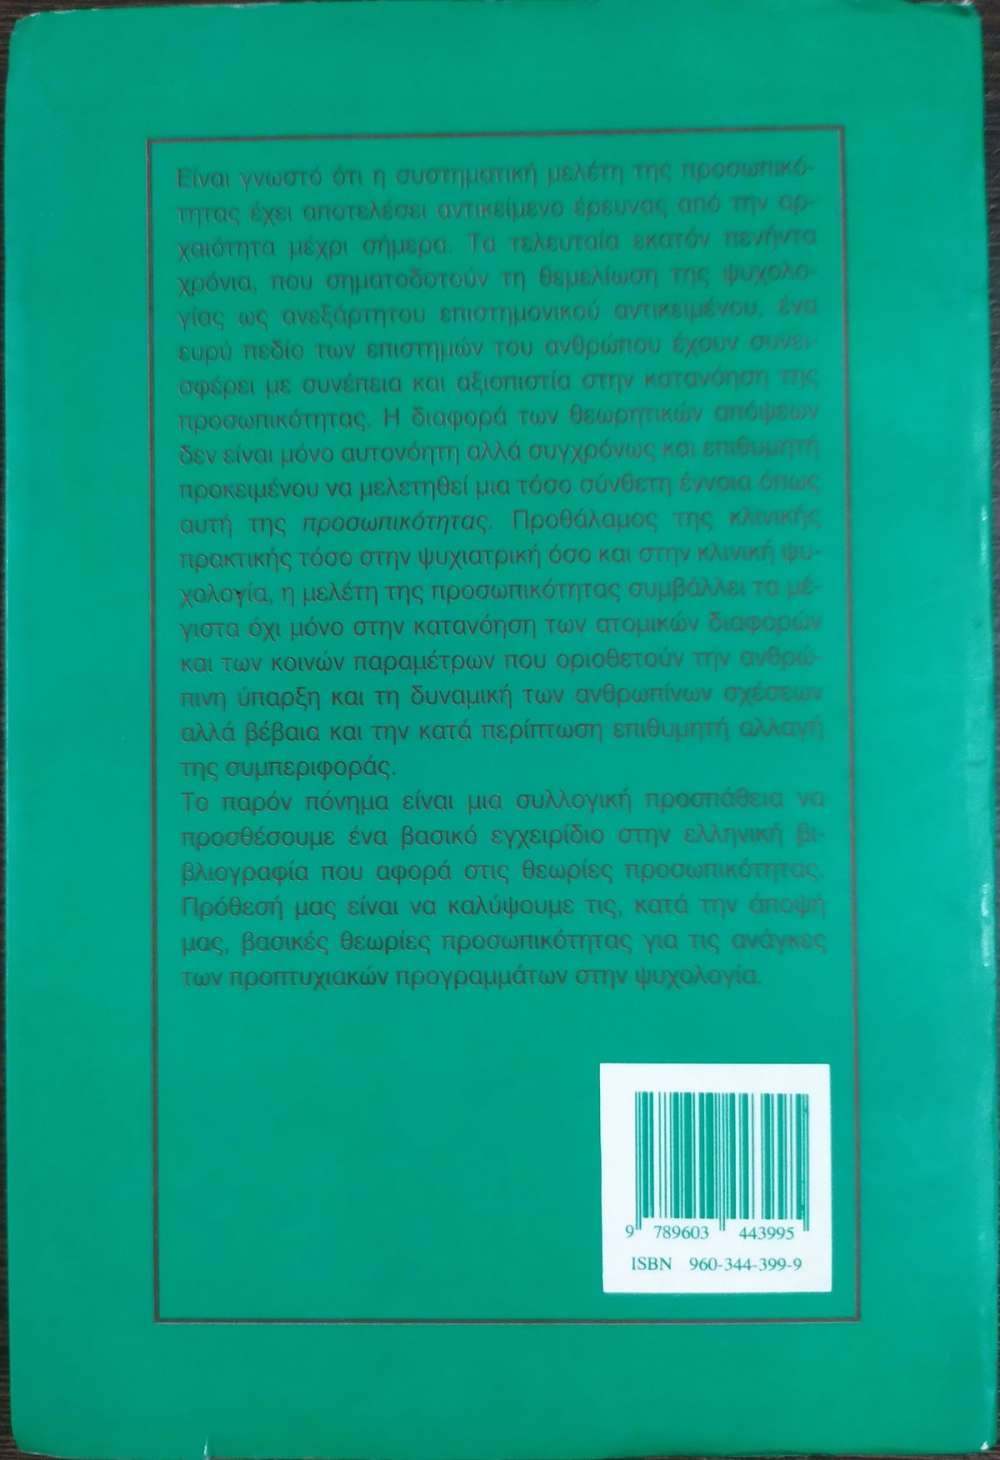 Είναι γνωστό ότι η συστηματική μελέτη της προσωπικό-
τητας έχει αποτελέσει αντικείμενο έρευνας από την αρ-
χαιότητα μέχρι σήμερα. Τα τελευταία εκατόν πενήντα
χρόνια, που σηματοδοτούν τη θεμελίωση της ψυχολο-
γίας ως ανεξάρτητου επιστημονικού αντικειμένου, ένα
ευρύ πεδίο των επιστημών του ανθρώπου έχουν συνει-
σφέρει με συνέπεια και αξιοπιστία στην κατανόηση της
προσωπικότητας. Η διαφορά των θεωρητικών απόψεων
δεν είναι μόνο αυτονόητη αλλά συγχρόνως και επιθυμητή
προκειμένου να μελετηθεί μια τόσο σύνθετη έννοια όπως
αυτή της προσωπικότητας. Προθάλαμος της κλινικής
πρακτικής τόσο στην ψυχιατρική όσο και στην κλινική ψυ-
χολογία, η μελέτη της προσωπικότητας συμβάλλει τα μέ-
γιστα όχι μόνο στην κατανόηση των ατομικών διαφορών
και των κοινών παραμέτρων που οριοθετούν την ανθρώ-
πινη ύπαρξη και τη δυναμική των ανθρωπίνων σχέσεων
αλλά βέβαια και την κατά περίπτωση επιθυμητή αλλαγή
της συμπεριφοράς.
Το παρόν πόνημα είναι μια συλλογική προσπάθεια να
προσθέσουμε ένα βασικό εγχειρίδιο στην ελληνική βι-
βλιογραφία που αφορά στις θεωρίες προσωπικότητας.
Πρόθεσή μας είναι να καλύψουμε τις, κατά την άποψή
μας, βασικές θεωρίες προσωπικότητας για τις ανάγκες
των προπτυχιακών προγραμμάτων στην ψυχολογία.
9 789603 443995
ISBN 960-344-399-9